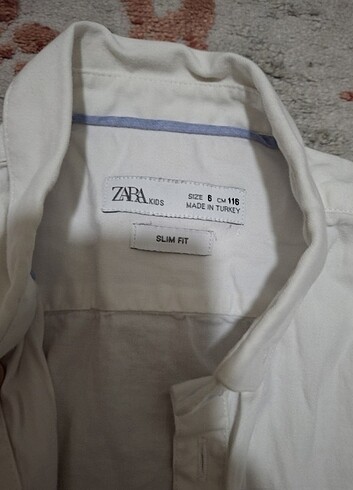 ZARA KIDS
SIZE 6 CM 116
MADE IN TURKEY
SLIM FIT